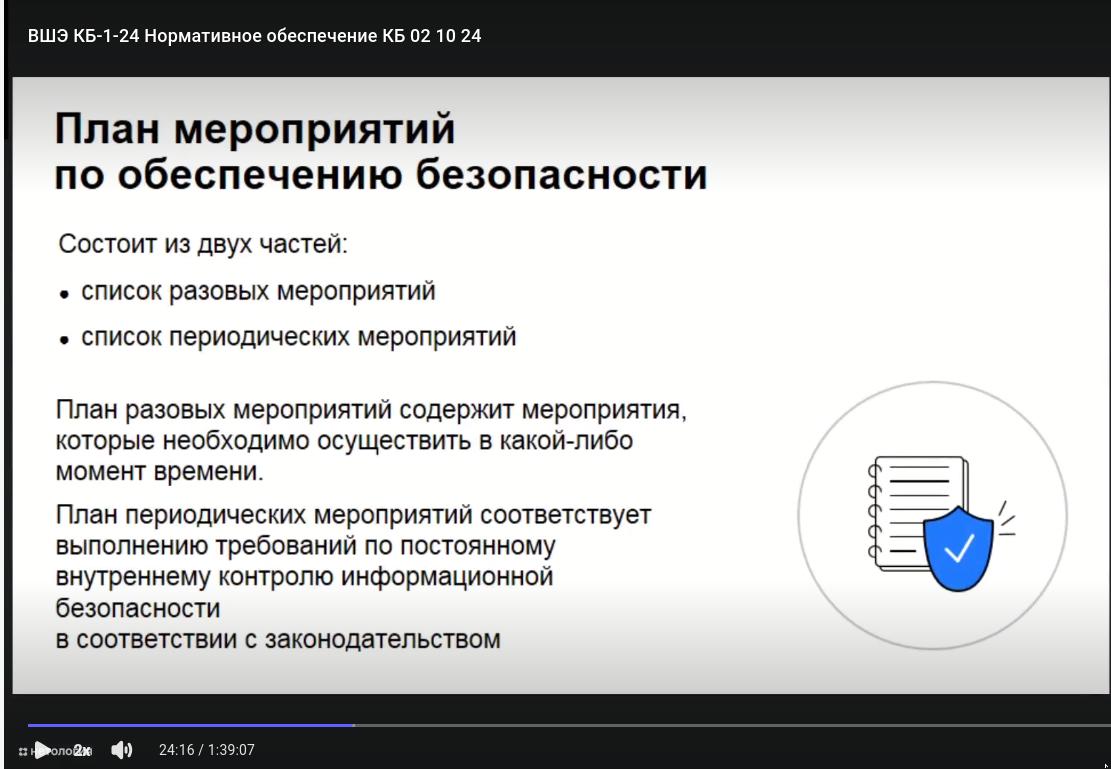 ВШЭ КБ-1-24 Нормативное обеспечение КБ 02 10 24
План мероприятий
по обеспечению безопасности
Состоит из двух частей:
• список разовых мероприятий
• список периодических мероприятий
План разовых мероприятий содержит мероприятия,
которые необходимо осуществить в какой-либо
момент времени.
План периодических мероприятий соответствует
выполнению требований по постоянному
внутреннему контролю информационной
безопасности
в соответствии с законодательством
2x 24:16 / 1:39:07